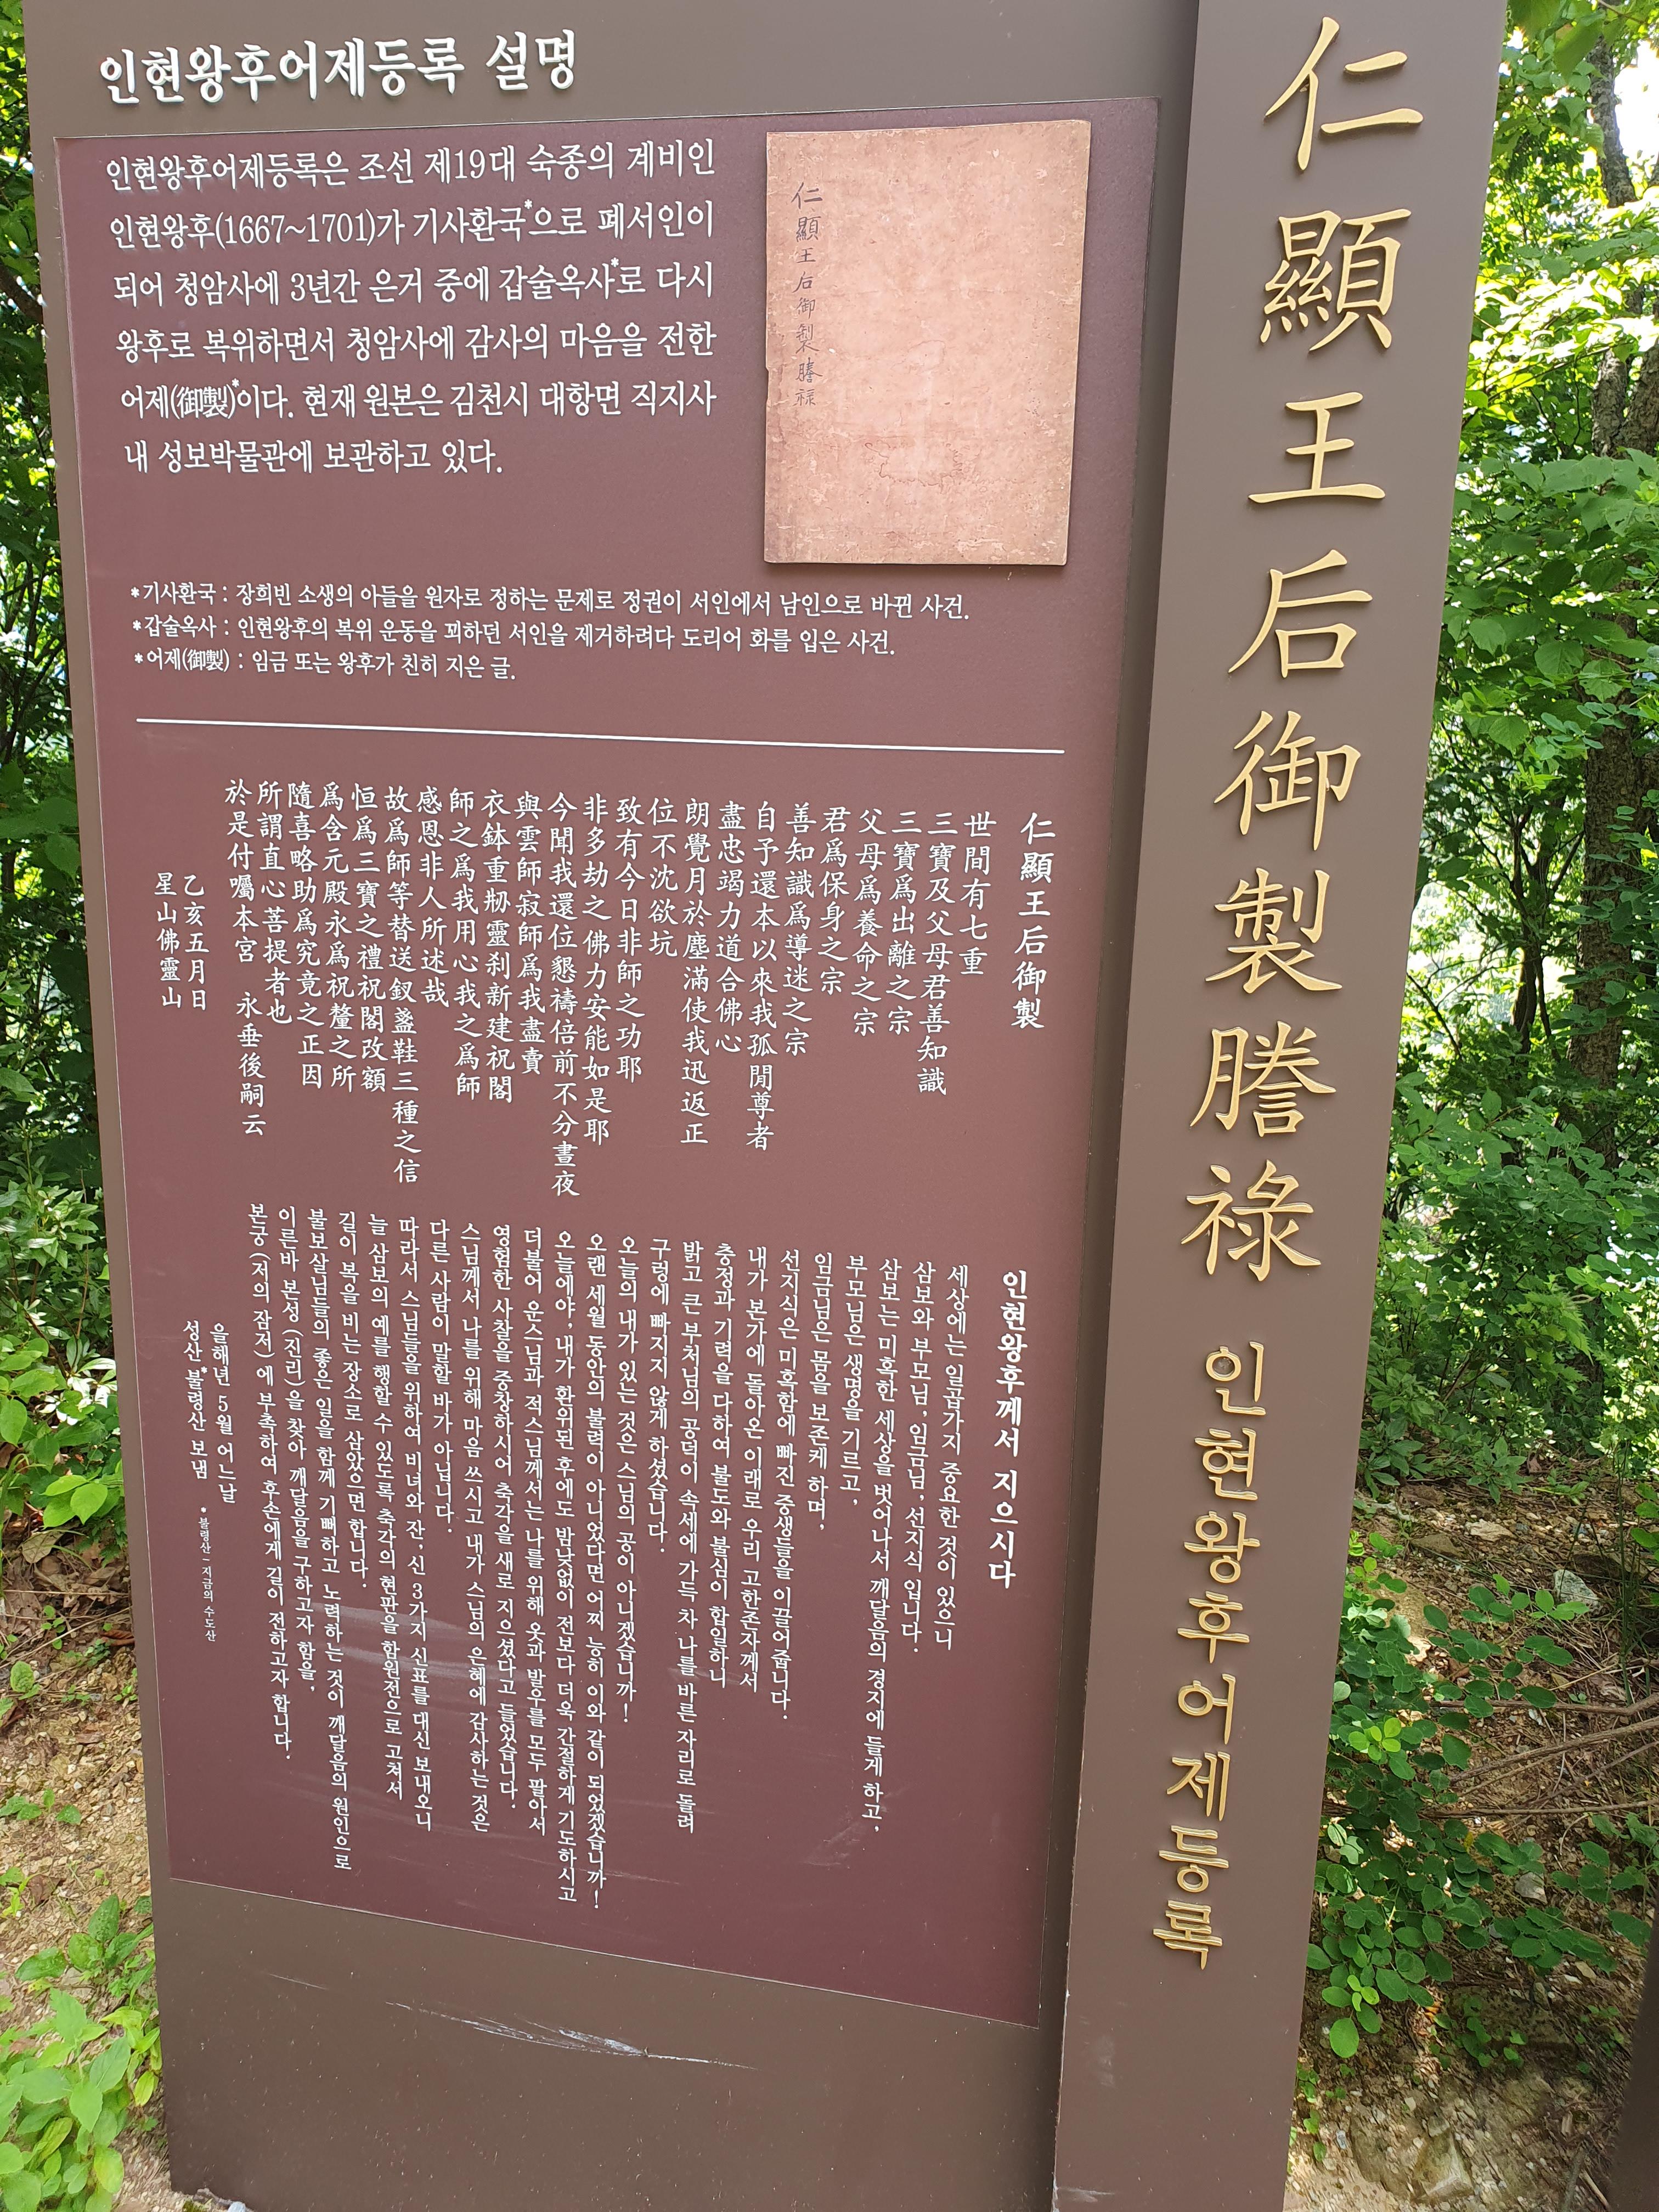 인현왕후어제등록 설명
인현왕후어제등록은 조선 제19대 숙종의 계비인
인현왕후(1667~1701)가 기사환국*으로 폐서인이
되어 청암사에 3년간 은거 중에 갑술옥사*로 다시
왕후로 복위하면서 청암사에 감사의 마음을 전한
어제(御製)*이다. 현재 원본은 김천시 대항면 직지사
내 성보박물관에 보관하고 있다.
仁顯王后御製謄祿
*기사환국 : 장희빈 소생의 아들을 원자로 정하는 문제로 정권이 서인에서 남인으로 바뀐 사건.
*갑술옥사 : 인현왕후의 복위 운동을 꾀하던 서인을 제거하려다 도리어 화를 입은 사건.
*어제(御製) : 임금 또는 왕후가 친히 지은 글.
仁顯王后御製
世間有七重
三寶及父母君善知識
三寶爲出離之宗
父母爲養命之宗
君爲保身之宗
善知識爲導迷之宗
自予還本以來我孤閒尊者
盡忠竭力道合佛心
朗覺月於塵滿使我迅返正
位不沈欲坑
致有今日非師之功耶
非多劫之佛力安能如是耶
今聞我還位懇禱倍前不分晝夜
與雲師寂師爲我盡賣
衣鉢重刱靈刹新建祝閣
師之爲我用心我之爲師
感恩非人所述哉
故爲師等替送釵盞鞋三種之信
恒爲三寶之禮祝閣改額
爲含元殿永爲祝釐之所
隨喜略助爲究竟之正因
所謂直心菩提者也
於是付囑本宮 永垂後嗣云
乙亥五月日
星山佛靈山
인현왕후께서 지으시다
세상에는 일곱가지 중요한 것이 있으니
삼보와 부모님, 임금님, 선지식 입니다.
삼보는 미혹한 세상을 벗어나서 깨달음의 경지에 들게 하고,
부모님은 생명을 기르고,
임금님은 몸을 보존케 하며,
선지식은 미혹함에 빠진 중생들을 이끌어줍니다.
내가 본가에 돌아온 이래로 우리 고한존자께서
충정과 기력을 다하여 불도와 불심이 합일하니
밝고 큰 부처님의 공덕이 속세에 가득차 나를 바른 자리로 돌려
구렁에 빠지지 않게 하셨습니다.
오늘의 내가 있는 것은 스님의 공이 아니겠습니까!
오랜 세월 동안의 불력이 아니었다면 어찌 능히 이와 같이 되었겠습니까!
오늘에야, 내가 환위된 후에도 밤낮없이 전보다 더욱 간절하게 기도하시고
더불어 운스님과 적스님께서는 나를 위해 옷과 발우를 모두 팔아서
영험한 사찰을 중창하시어 축각을 새로 지으셨다고 들었습니다.
스님께서 나를 위해 마음 쓰시고 내가 스님의 은혜에 감사하는 것은
다른 사람이 말할 바가 아닙니다.
따라서 스님들을 위하여 비녀와 잔, 신 3가지 신표를 대신 보내오니
늘 삼보의 예를 행할 수 있도록 축각의 현판을 함원전으로 고쳐서
길이 복을 비는 장소로 삼았으면 합니다.
불보살님들의 좋은 일을 함께 기뻐하고 노력하는 것이 깨달음의 원인으로
이른바 본성(진리)을 찾아 깨달음을 구하고자 함을,
본궁(저의 잠저)에 부촉하여 후손에게 길이 전하고자 합니다.
을해년 5월 어느날
성산*불령산 보냄 *불령산 - 지금의 수도산
仁顯王后御製謄祿 인현왕후어제등록